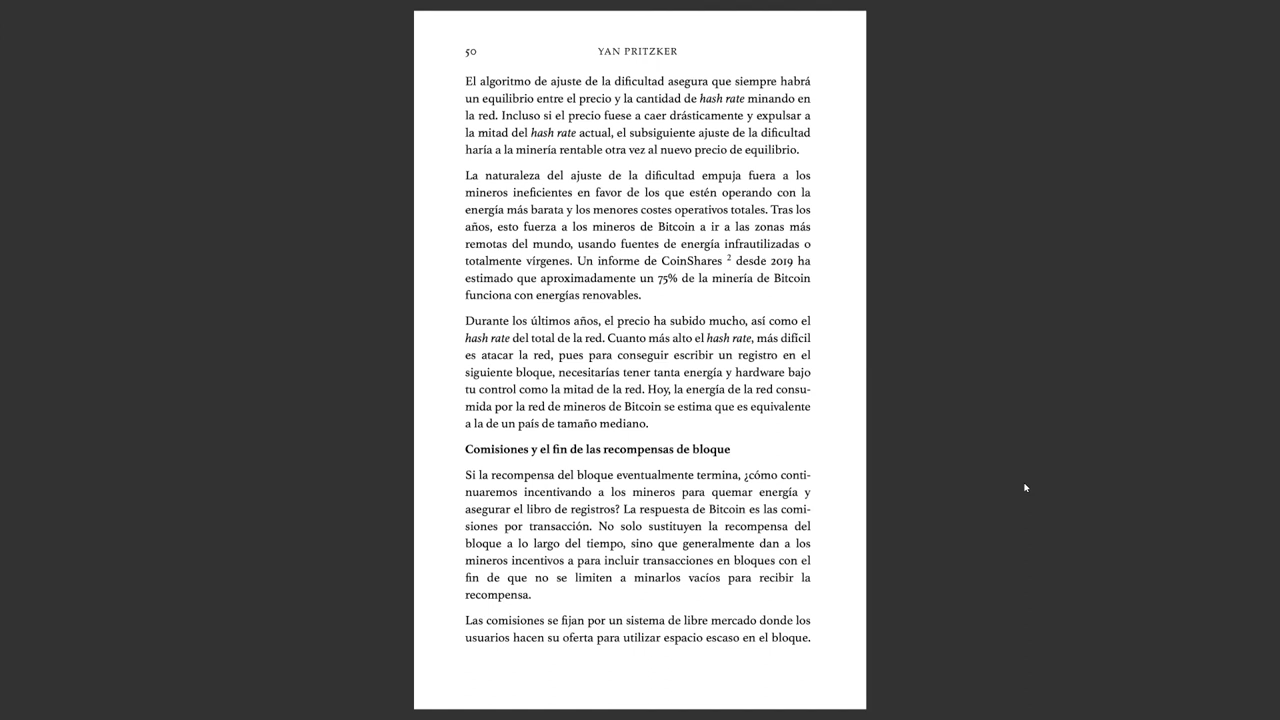 50
YAN PRITZKER
El algoritmo de ajuste de la dificultad asegura que siempre habrá
un equilibrio entre el precio y la cantidad de hash rate minando en
la red. Incluso si el precio fuese a caer drásticamente y expulsar a
la mitad del hash rate actual, el subsiguiente ajuste de la dificultad
haría a la minería rentable otra vez al nuevo precio de equilibrio.
La naturaleza del ajuste de la dificultad empuja fuera a los
mineros ineficientes en favor de los que estén operando con la
energía más barata y los menores costes operativos totales. Tras los
años, esto fuerza a los mineros de Bitcoin a ir a las zonas más
remotas del mundo, usando fuentes de energía infrautilizadas o
totalmente vírgenes. Un informe de CoinShares ² desde 2019 ha
estimado que aproximadamente un 75% de la minería de Bitcoin
funciona con energías renovables.
Durante los últimos años, el precio ha subido mucho, así como el
hash rate del total de la red. Cuanto más alto el hash rate, más difícil
es atacar la red, pues para conseguir escribir un registro en el
siguiente bloque, necesitarías tener tanta energía y hardware bajo
tu control como la mitad de la red. Hoy, la energía de la red consu-
mida por la red de mineros de Bitcoin se estima que es equivalente
a la de un país de tamaño mediano.
Comisiones y el fin de las recompensas de bloque
Si la recompensa del bloque eventualmente termina, ¿cómo conti-
nuaremos incentivando a los mineros para quemar energía y
asegurar el libro de registros? La respuesta de Bitcoin es las comi-
siones por transacción. No solo sustituyen la recompensa del
bloque a lo largo del tiempo, sino que generalmente dan a los
mineros incentivos a para incluir transacciones en bloques con el
fin de que no se limiten a minarlos vacíos para recibir la
recompensa.
Las comisiones se fijan por un sistema de libre mercado donde los
usuarios hacen su oferta para utilizar espacio escaso en el bloque.